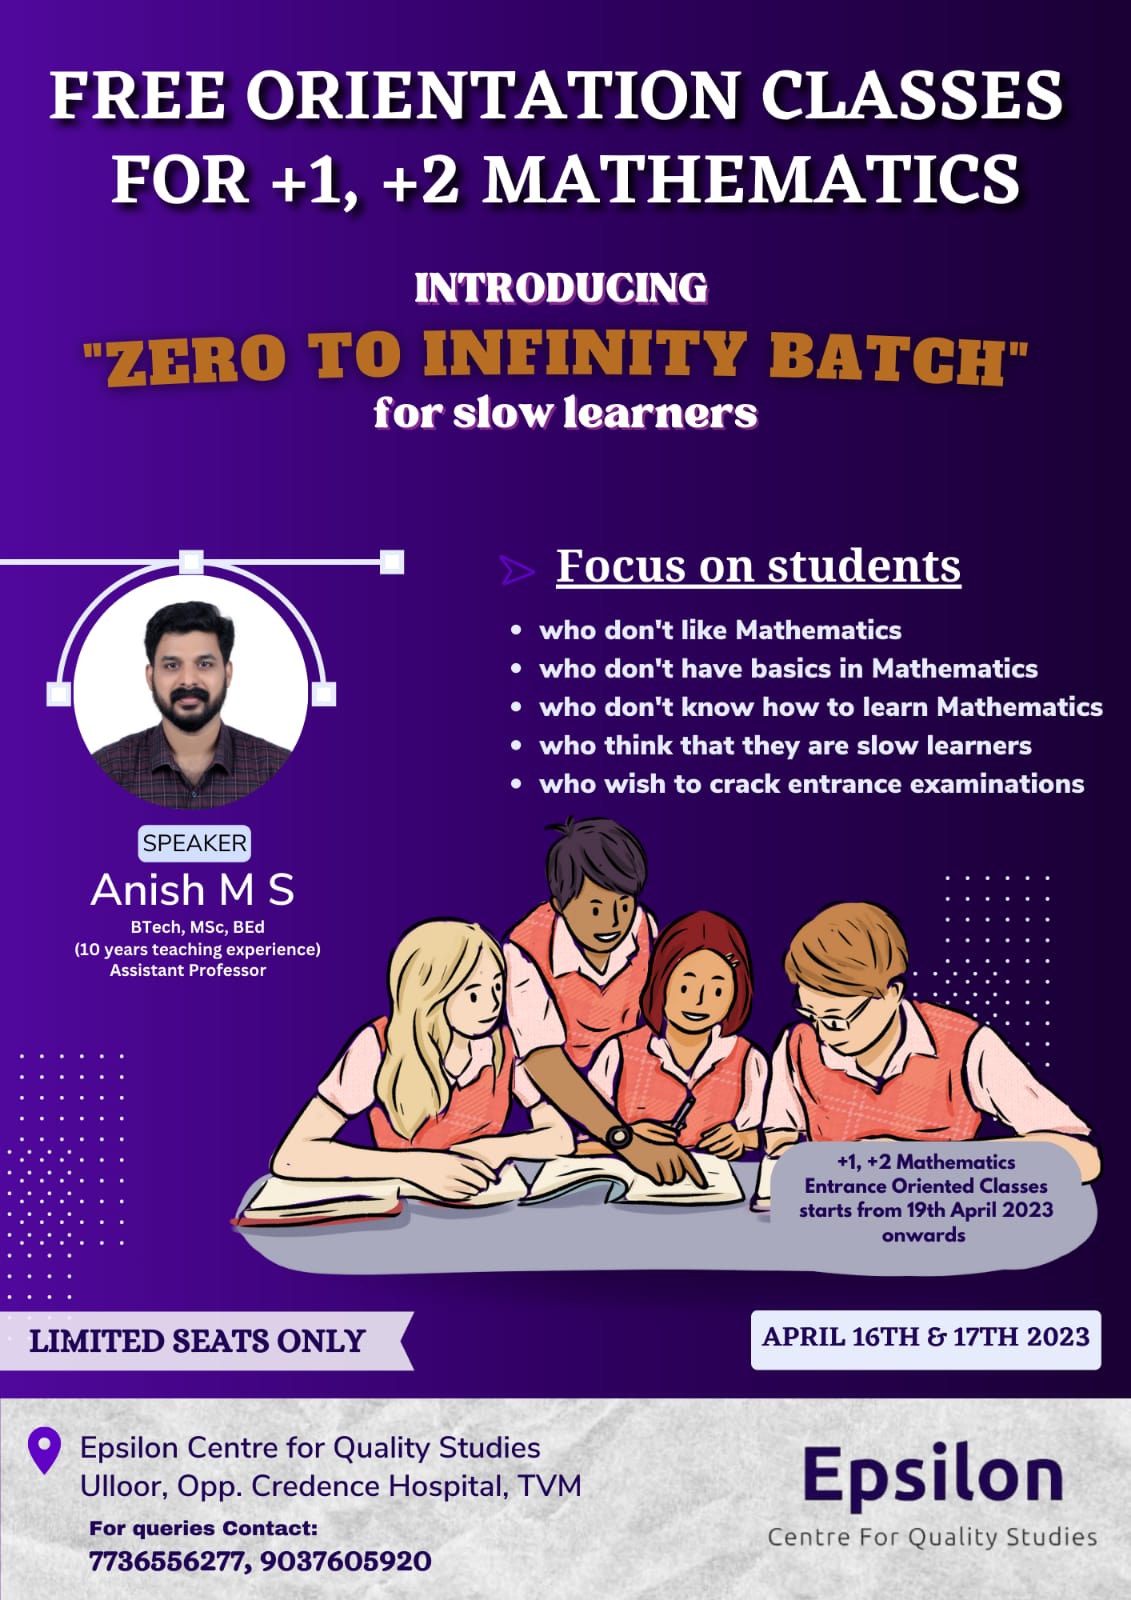 FREE ORIENTATION CLASSES
FOR +1, +2 MATHEMATICS
INTRODUCING
"ZERO TO INFINITY BATCH"
for slow learners
Focus on students
• who don't like Mathematics
• who don't have basics in Mathematics
• who don't know how to learn Mathematics
• who think that they are slow learners
• who wish to crack entrance examinations
SPEAKER
Anish M S
BTech, MSc, BEd
(10 years teaching experience)
Assistant Professor
+1, +2 Mathematics
Entrance Oriented Classes
starts from 19th April 2023
onwards
LIMITED SEATS ONLY
APRIL 16TH & 17TH 2023
Epsilon Centre for Quality Studies
Ulloor, Opp. Credence Hospital, TVM
For queries Contact:
7736556277, 9037605920
Epsilon
Centre For Quality Studies